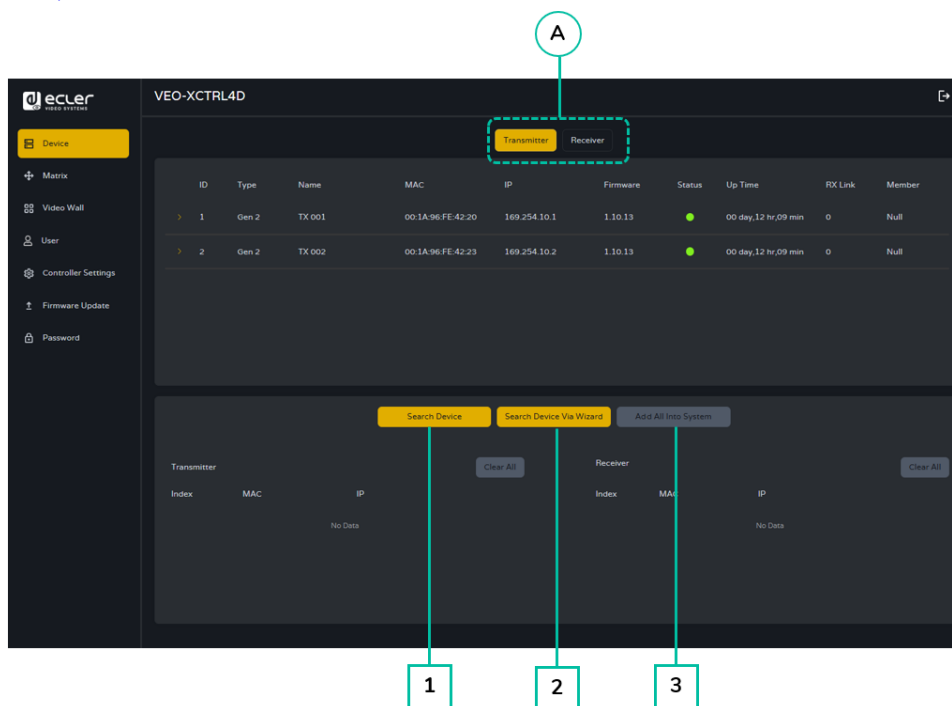 A
ecler
VIDEO SYSTEMS
VEO-XCTRL4D
Device
Matrix
Video Wall
User
Controller Settings
Firmware Update
Password
Transmitter Receiver
ID Type Name MAC IP Firmware Status Up Time RX Link Member
> 1 Gen 2 TX 001 00:1A:96:FE:42:20 169.254.10.1 1.10.13 00 day,12 hr,09 min 0 Null
> 2 Gen 2 TX 002 00:1A:96:FE:42:23 169.254.10.2 1.10.13 00 day,12 hr,09 min 0 Null
Search Device Search Device Via Wizard Add All Into System
Transmitter Clear All Receiver Clear All
Index MAC IP Index MAC IP
No Data No Data
1 2 3